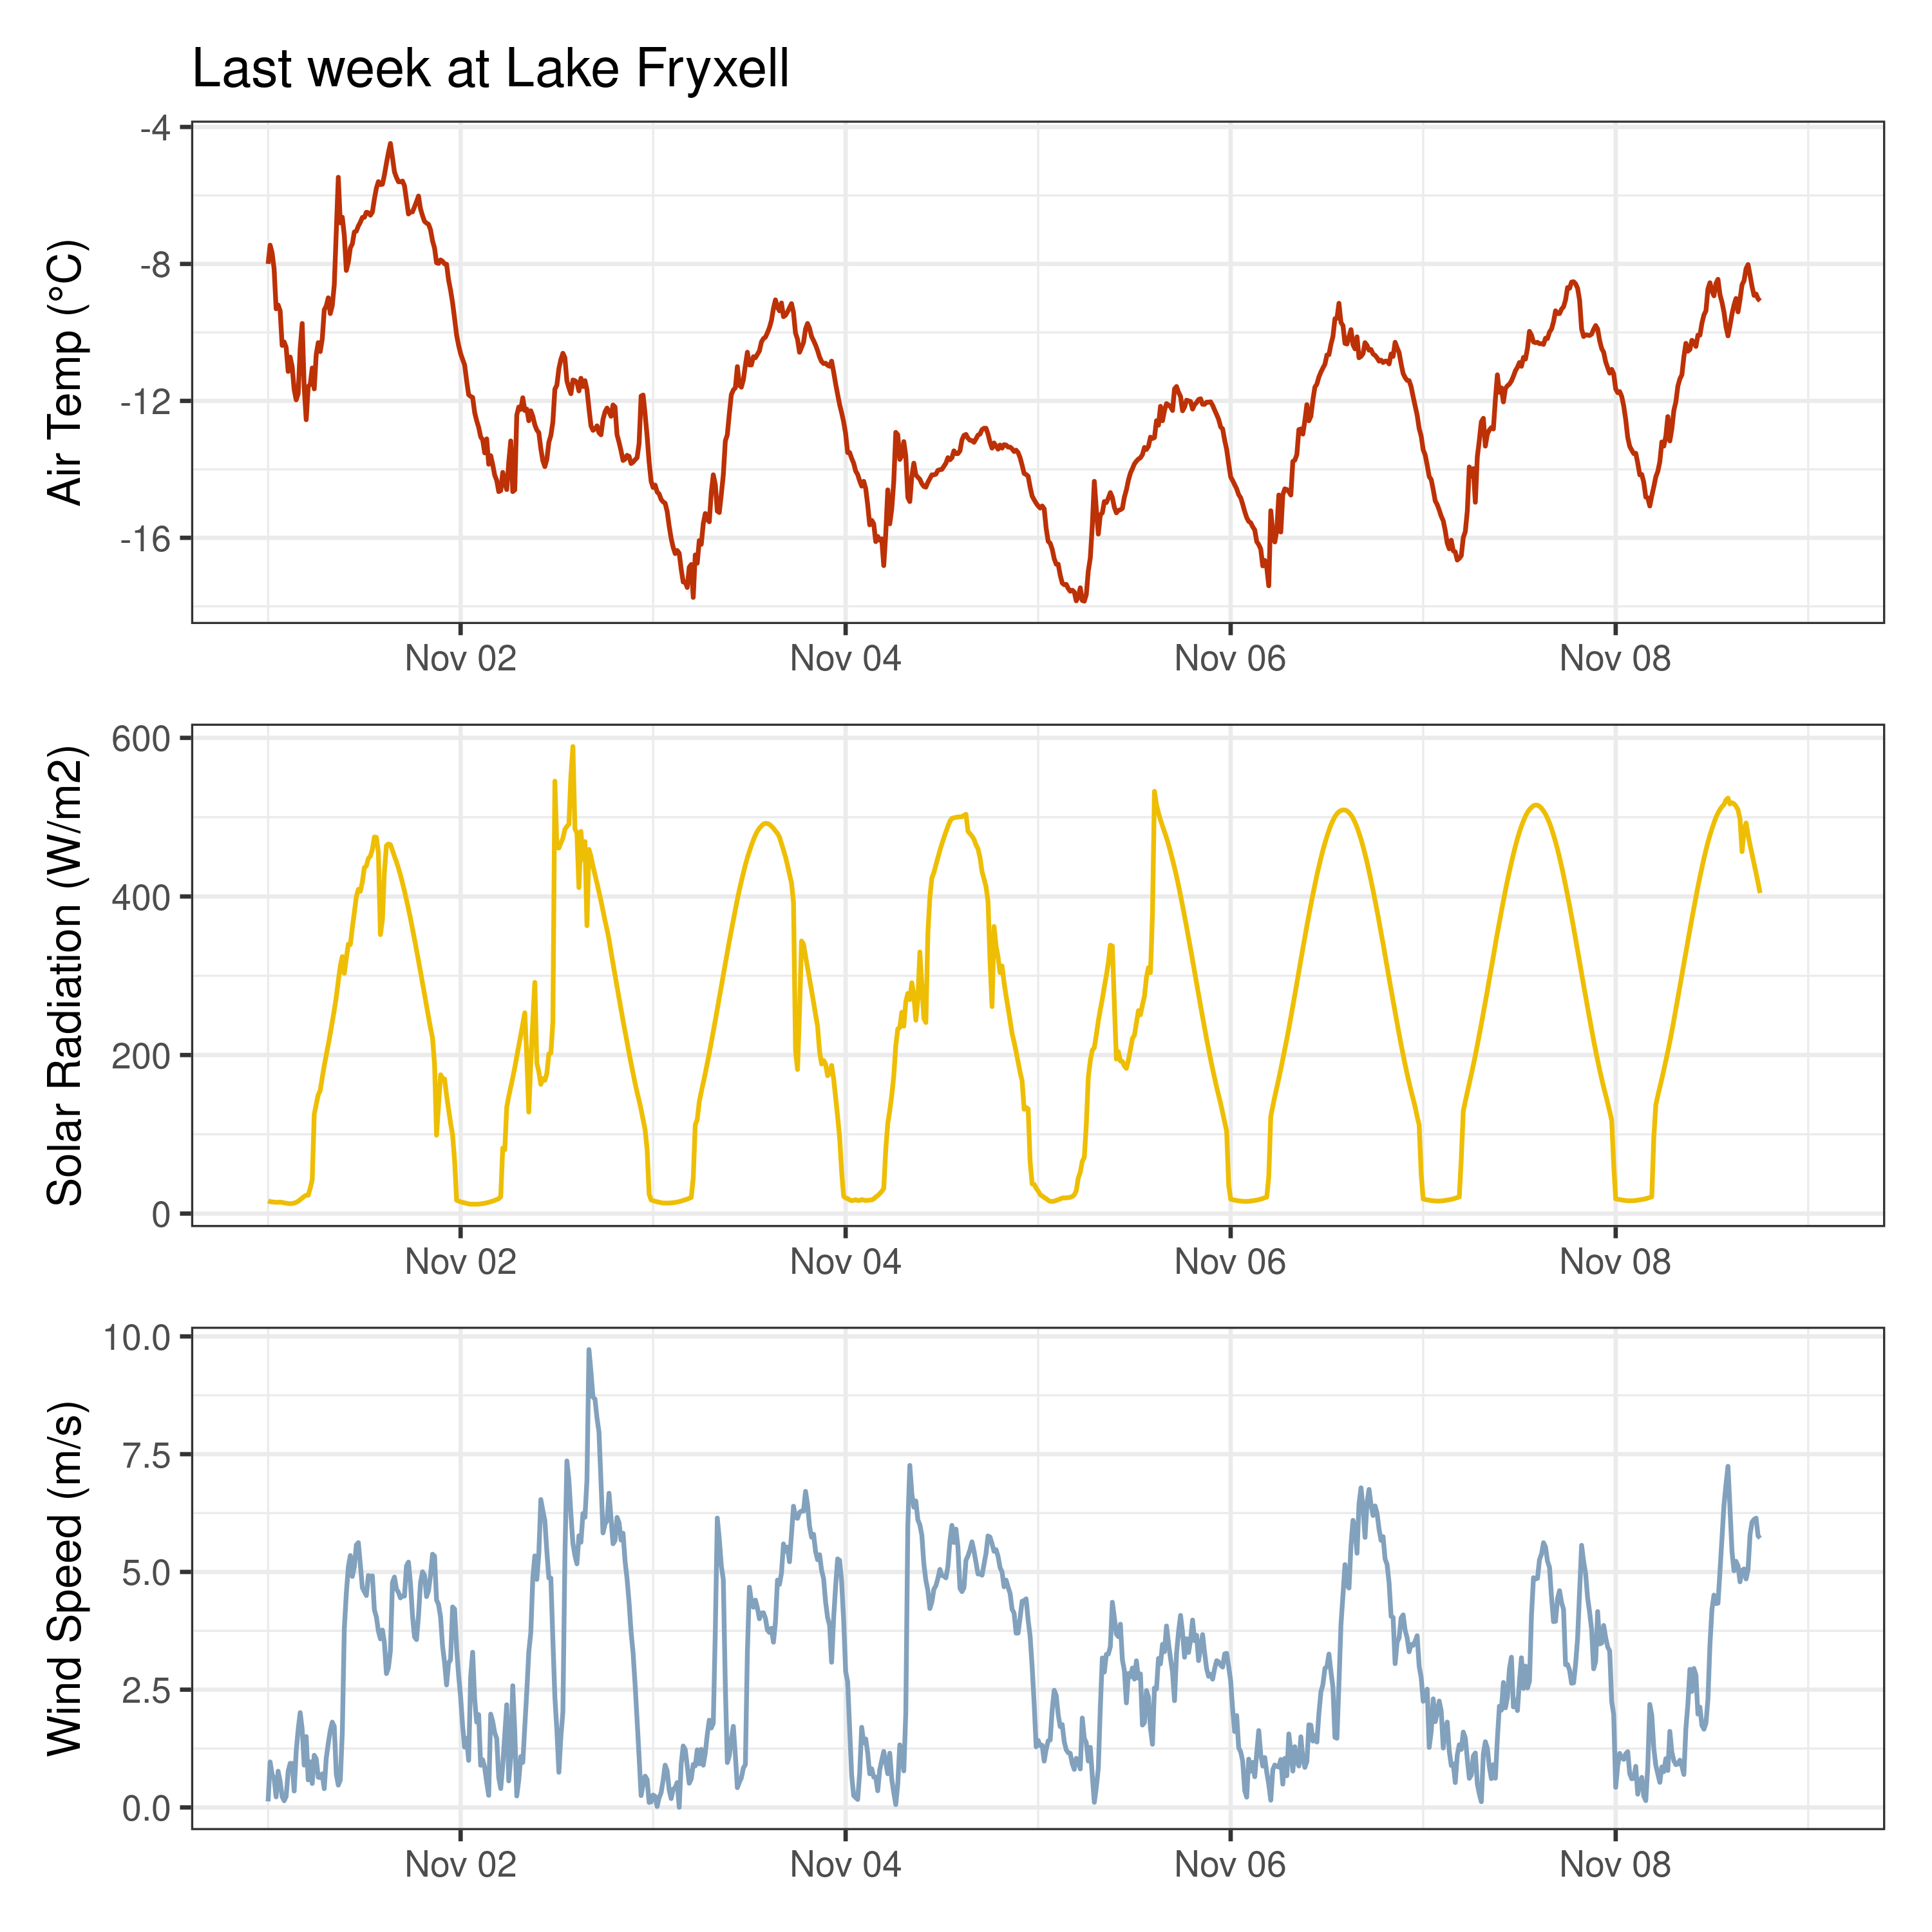 Last week at Lake Fryxell
Air Temp (°C)
-4
-8
-12
-16
Nov 02 Nov 04 Nov 06 Nov 08
Solar Radiation (W/m2)
600
400
200
0
Nov 02 Nov 04 Nov 06 Nov 08
Wind Speed (m/s)
10.0
7.5
5.0
2.5
0.0
Nov 02 Nov 04 Nov 06 Nov 08